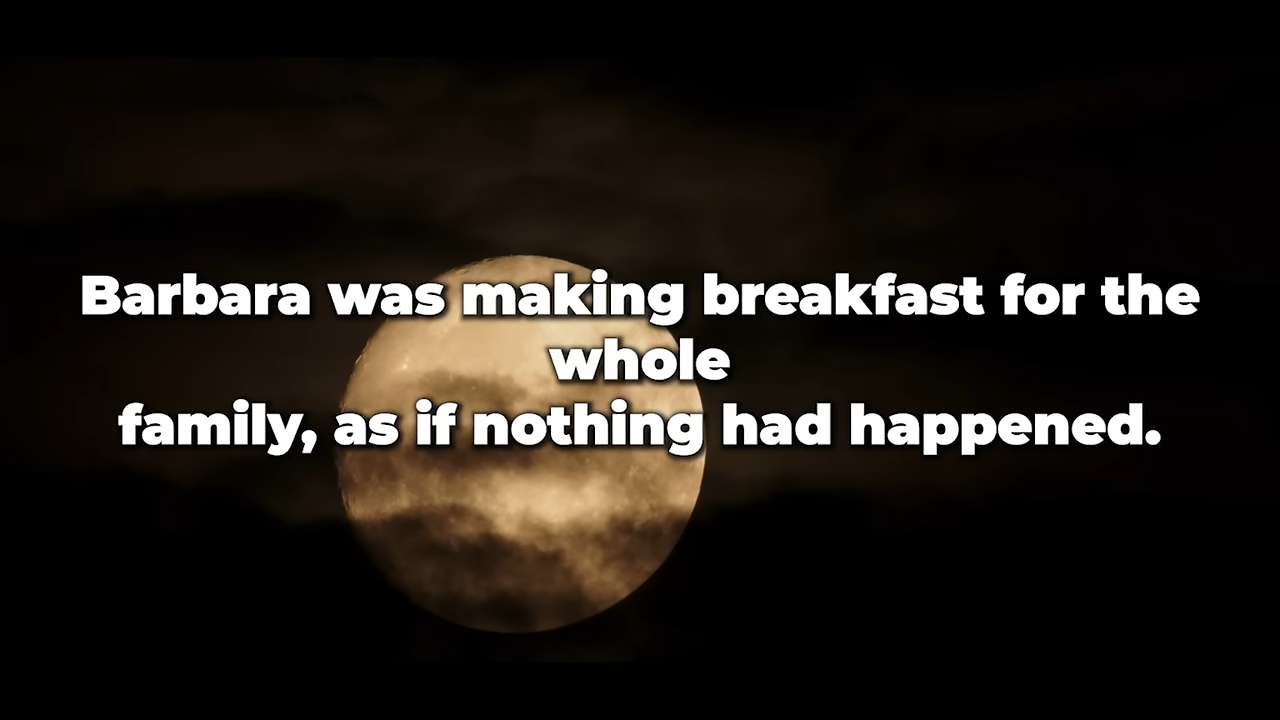 Barbara was making breakfast for the
whole
family, as if nothing had happened.